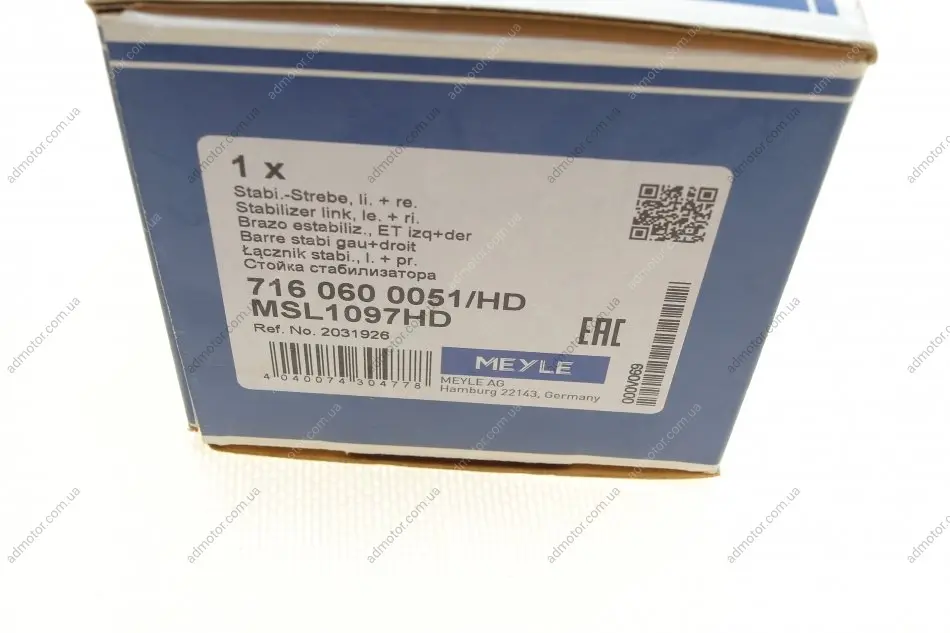 1 x
Stabi.-Strebe, li. + re.
Stabilizer link, le. + ri.
Brazo estabiliz., ET izq+der
Barre stabi gau+droit
Łącznik stabi., l. + pr.
Стойка стабилизатора
716 060 0051/HD
MSL1097HD
Ref. No. 2031926
4 040074 304778
MEYLE
MEYLE AG
Hamburg 22143, Germany
EAC
000V069
admotor.com.ua